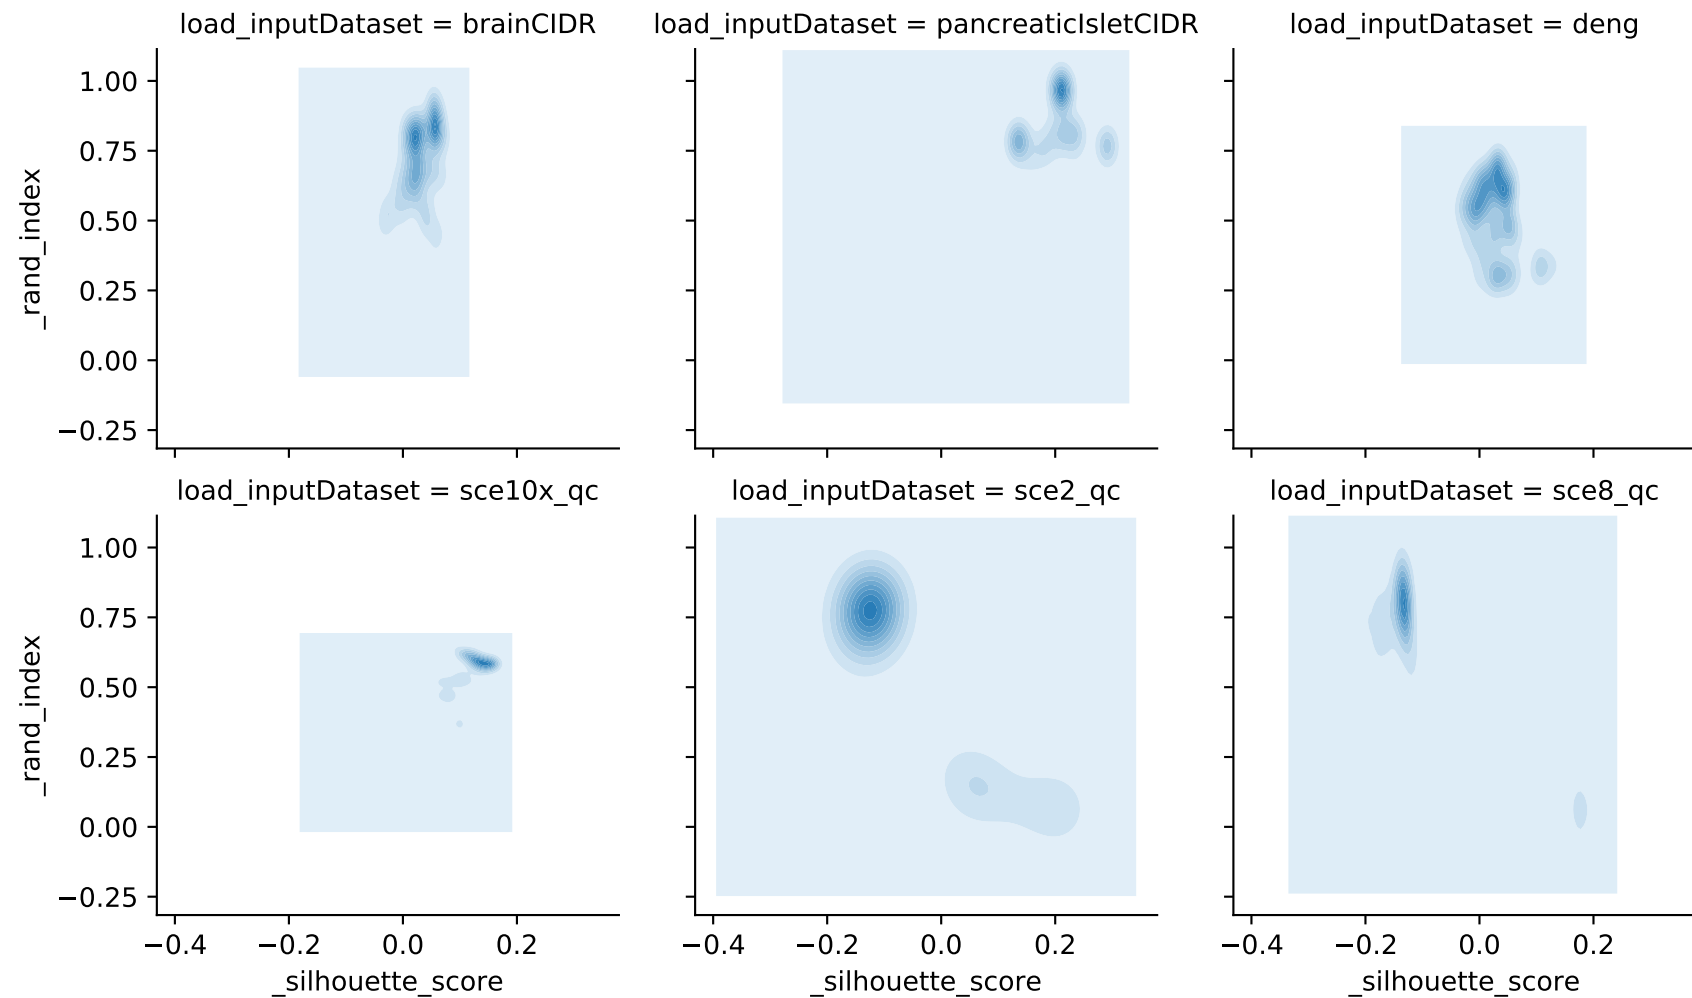 load_inputDataset = brainCIDR
load_inputDataset = pancreaticIsletCIDR
load_inputDataset = deng
_rand_index
1.00
0.75
0.50
0.25
0.00
−0.25
load_inputDataset = sce10x_qc
load_inputDataset = sce2_qc
load_inputDataset = sce8_qc
_rand_index
1.00
0.75
0.50
0.25
0.00
−0.25
−0.4 −0.2 0.0 0.2
−0.4 −0.2 0.0 0.2
−0.4 −0.2 0.0 0.2
_silhouette_score
_silhouette_score
_silhouette_score